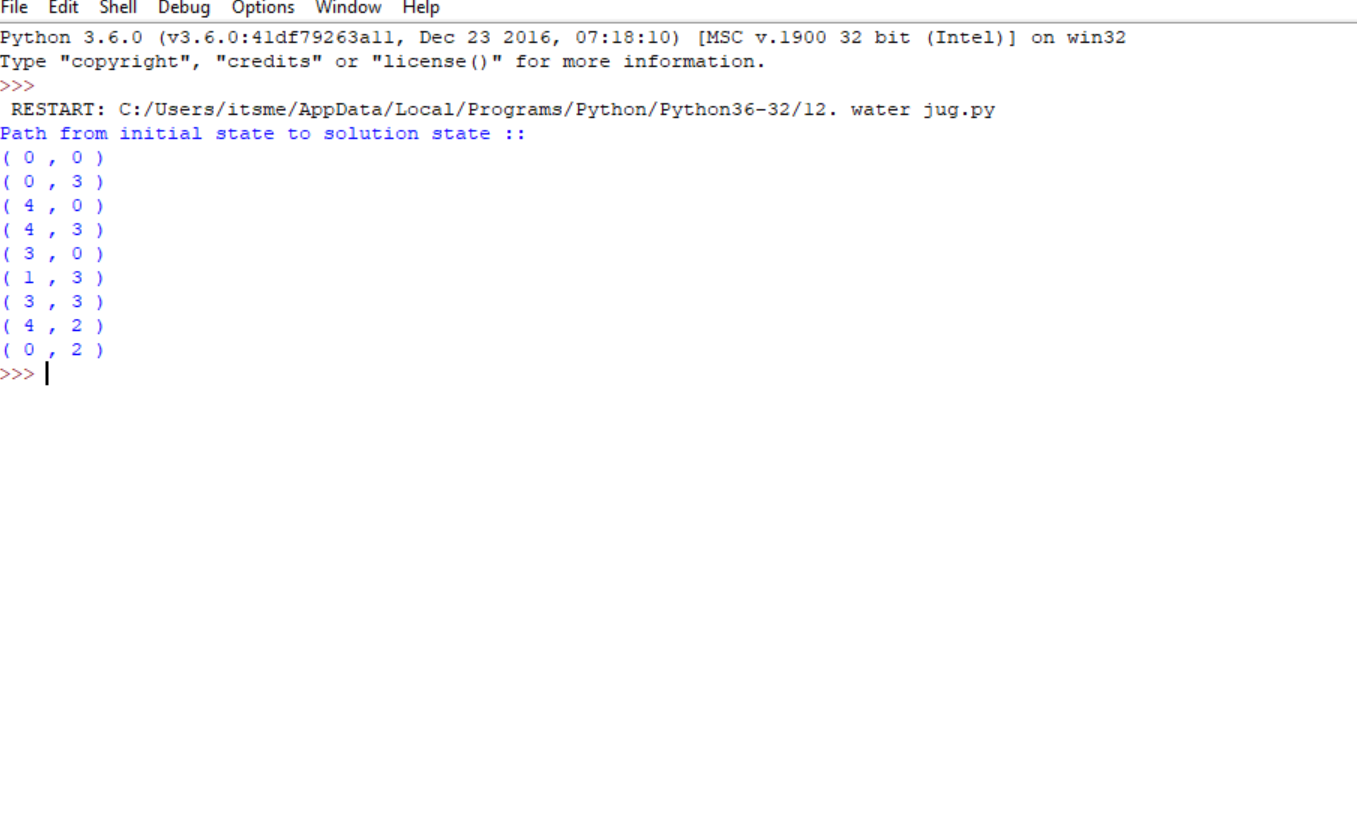 File Edit Shell Debug Options Window Help
Python 3.6.0 (v3.6.0:41df79263a11, Dec 23 2016, 07:18:10) [MSC v.1900 32 bit (Intel)] on win32
Type "copyright", "credits" or "license()" for more information.
>>>
 RESTART: C:/Users/itsme/AppData/Local/Programs/Python/Python36-32/12. water jug.py
Path from initial state to solution state ::
( 0 , 0 )
( 0 , 3 )
( 4 , 0 )
( 4 , 3 )
( 3 , 0 )
( 1 , 3 )
( 3 , 3 )
( 4 , 2 )
( 0 , 2 )
>>>